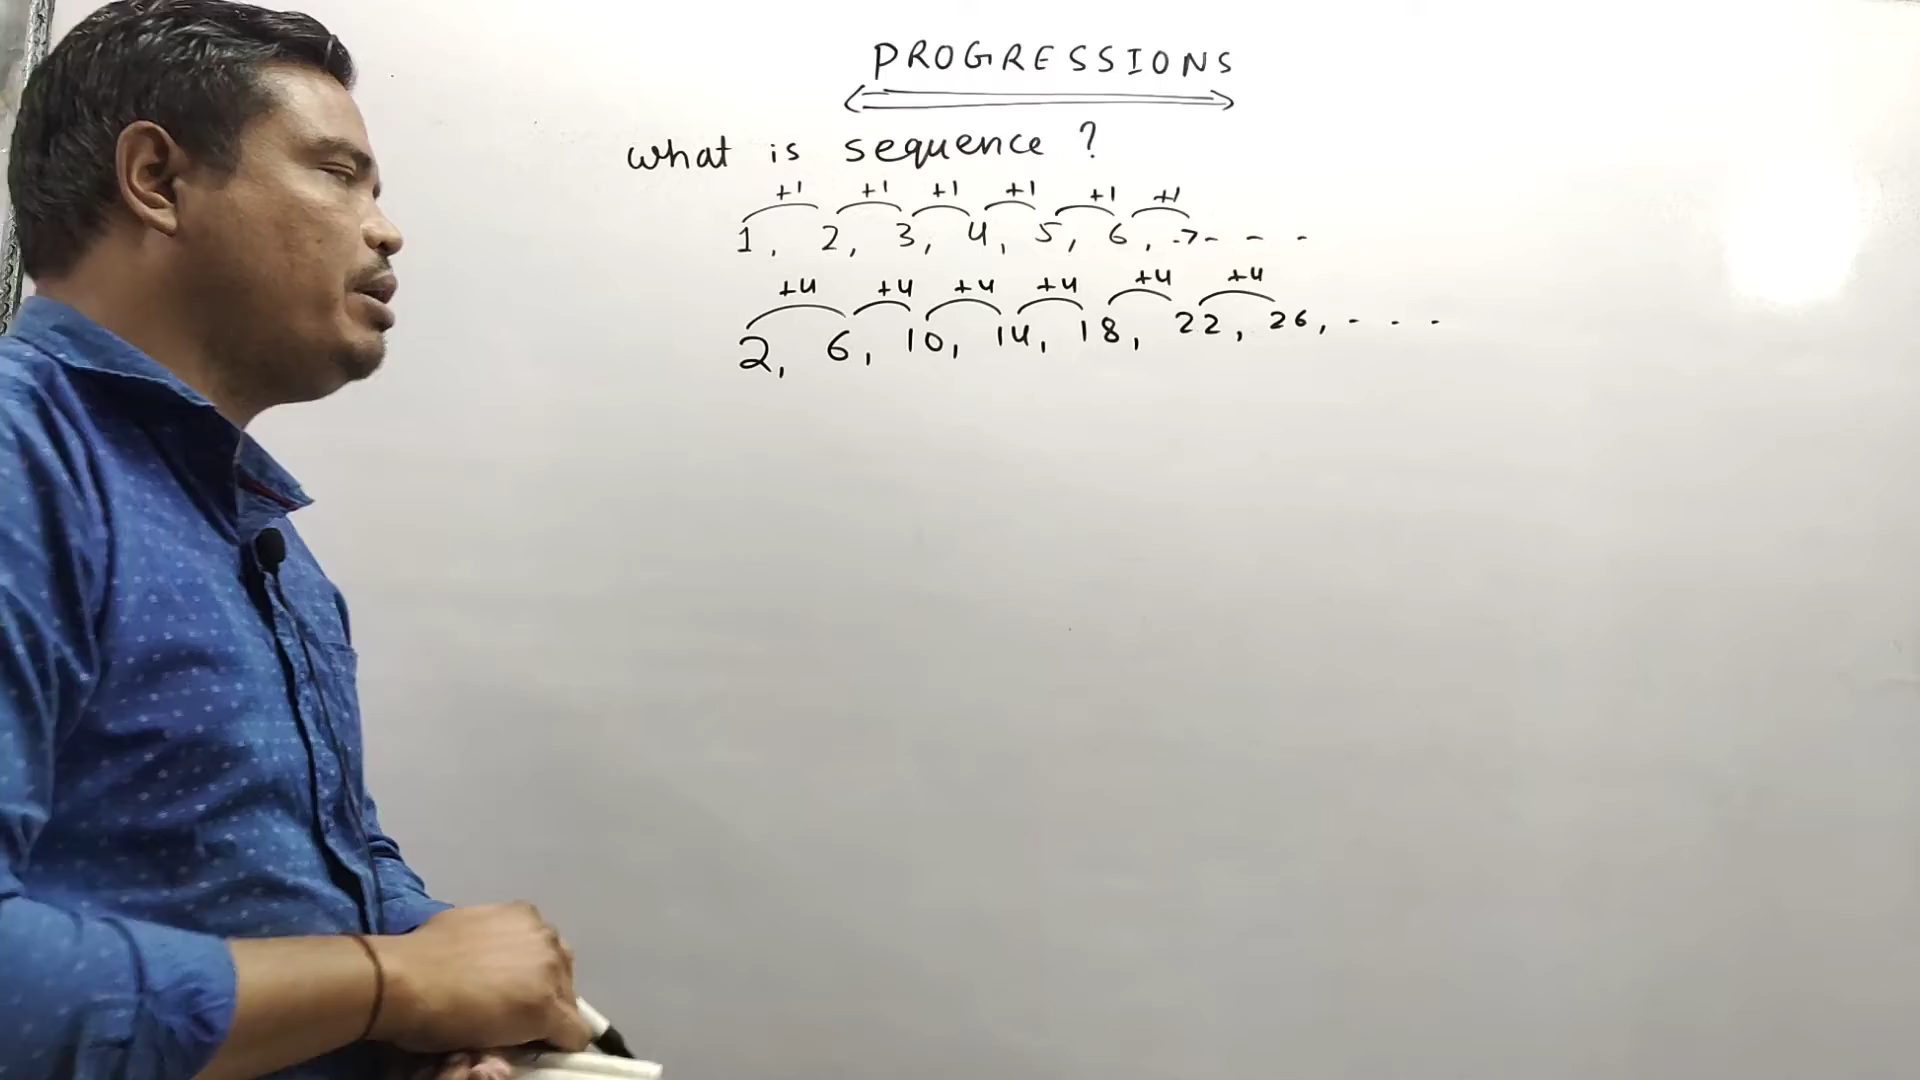 PROGRESSIONS
what is sequence ?
+1 +1 +1 +1 +1 +1
1, 2, 3, 4, 5, 6, 7 - - -
+4 +4 +4 +4 +4 +4
2, 6, 10, 14, 18, 22, 26, - - -